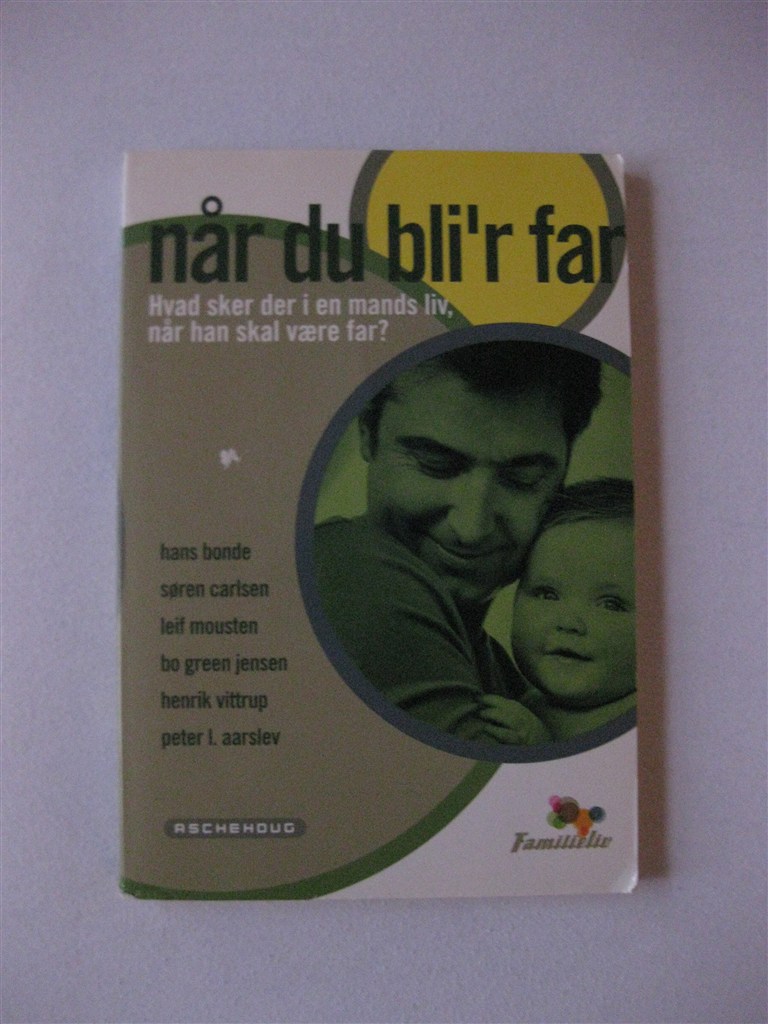 når du bli'r far
Hvad sker der i en mands liv,
når han skal være far?
hans bonde
søren carlsen
leif mousten
bo green jensen
henrik vittrup
peter l. aarslev
ASCHEHOUG
Familieliv